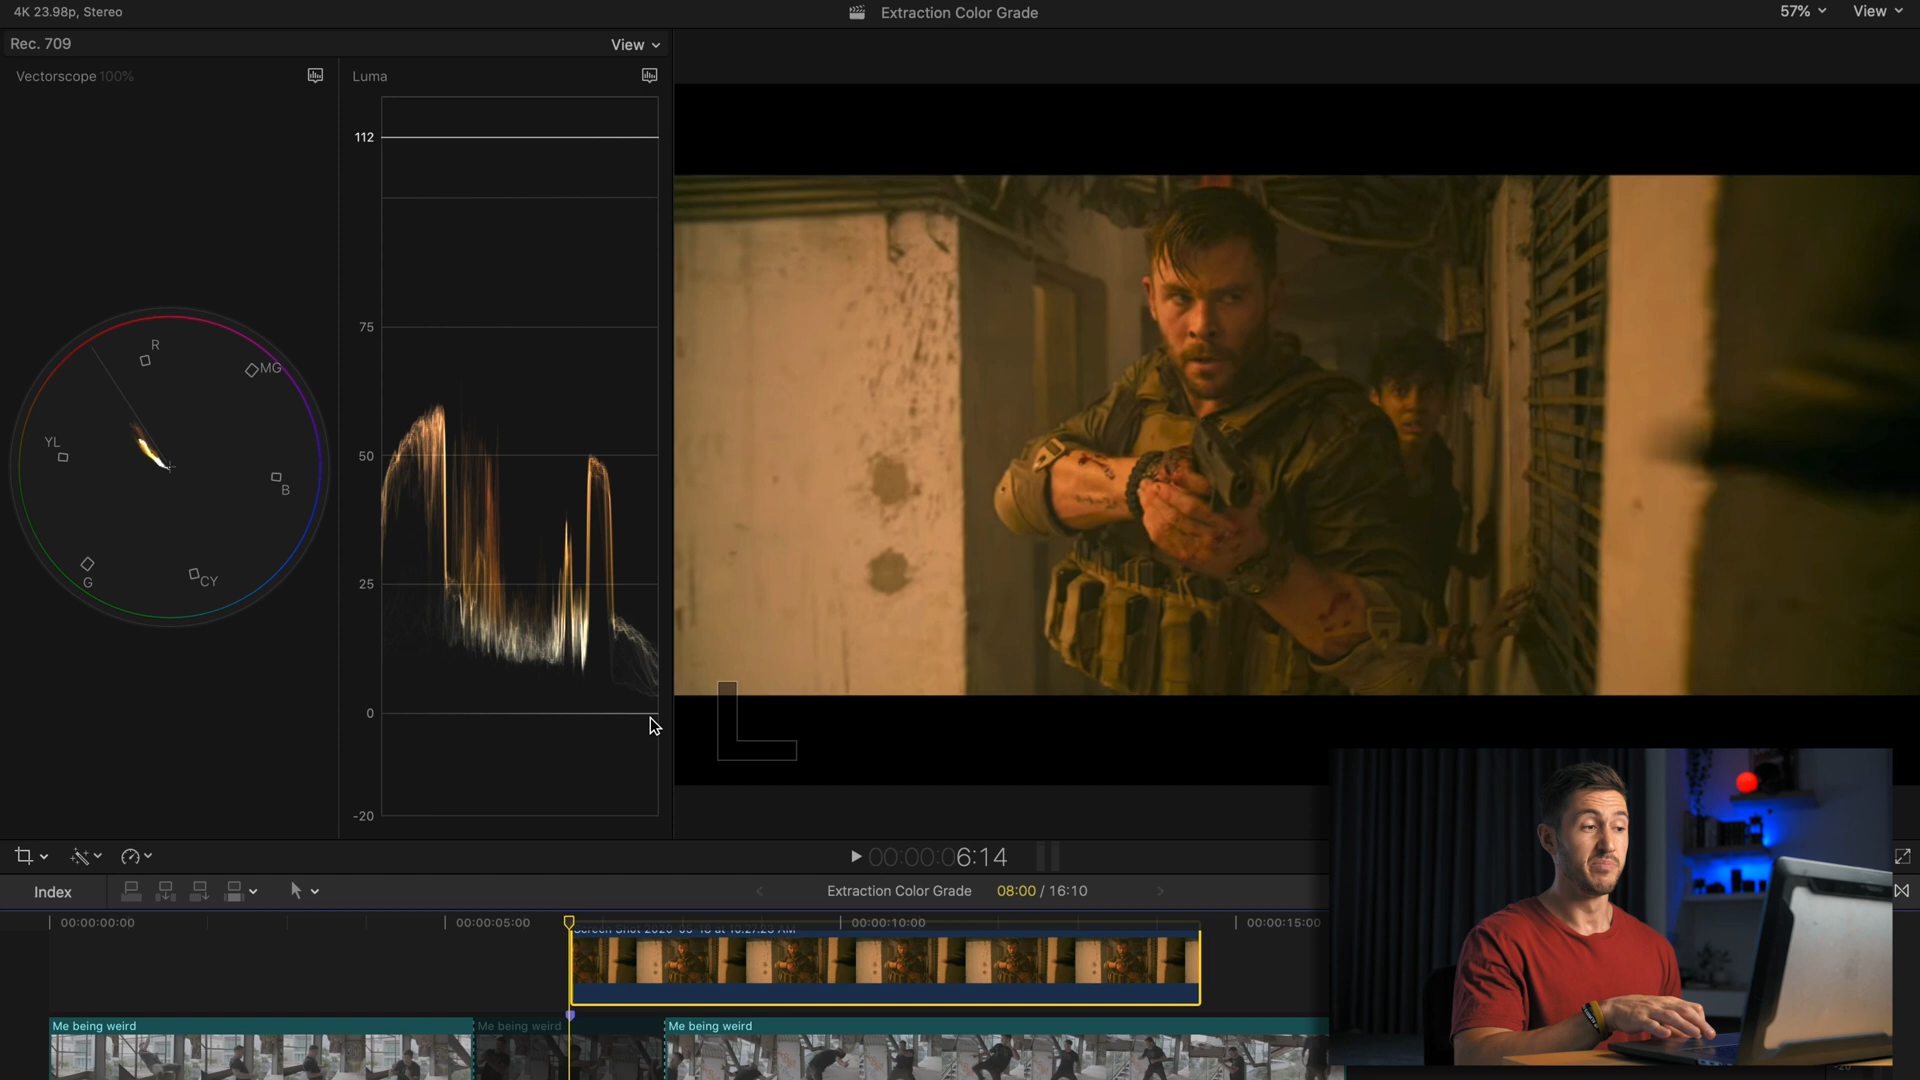 4K 23.98p, Stereo
Extraction Color Grade
57%
View
Rec. 709
View
Vectorscope 100%
Luma
112
75
50
25
0
-20
R
MG
YL
B
G
CY
00:00:06:14
Index
Extraction Color Grade
08:00 / 16:10
00:00:00:00
00:00:05:00
00:00:10:00
00:00:15:00
Me being weird
Me being weird
Me being weird